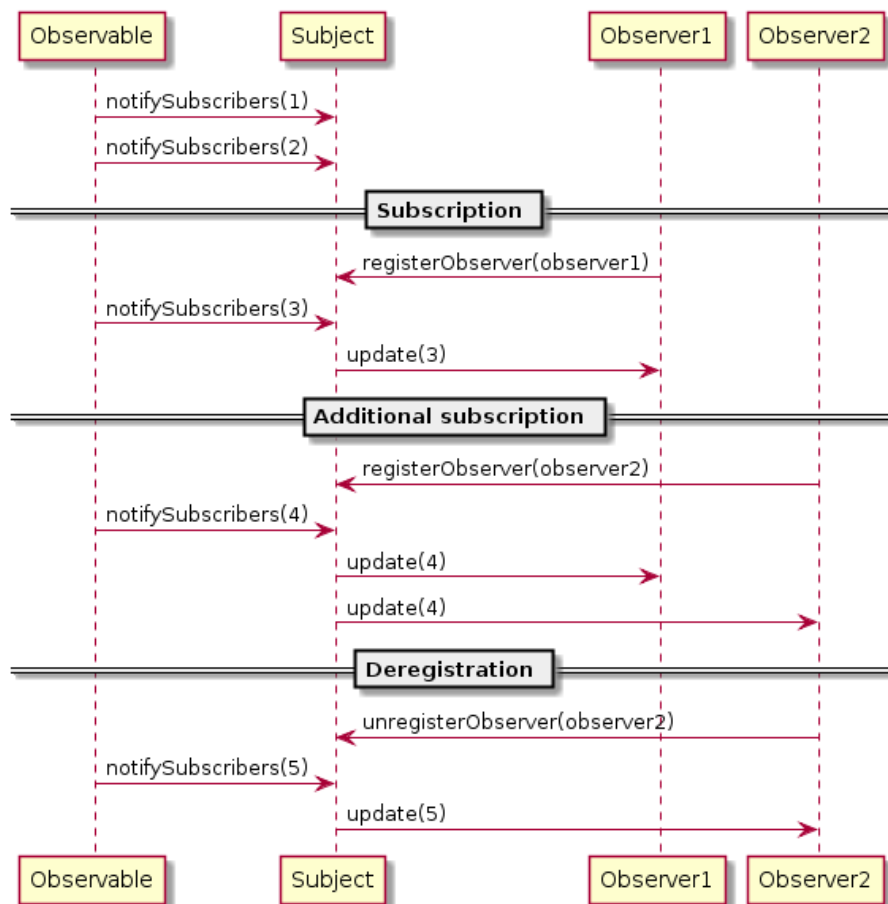 Observable Subject Observer1 Observer2
notifySubscribers(1)
notifySubscribers(2)
Subscription
registerObserver(observer1)
notifySubscribers(3)
update(3)
Additional subscription
registerObserver(observer2)
notifySubscribers(4)
update(4)
update(4)
Deregistration
unregisterObserver(observer2)
notifySubscribers(5)
update(5)
Observable Subject Observer1 Observer2